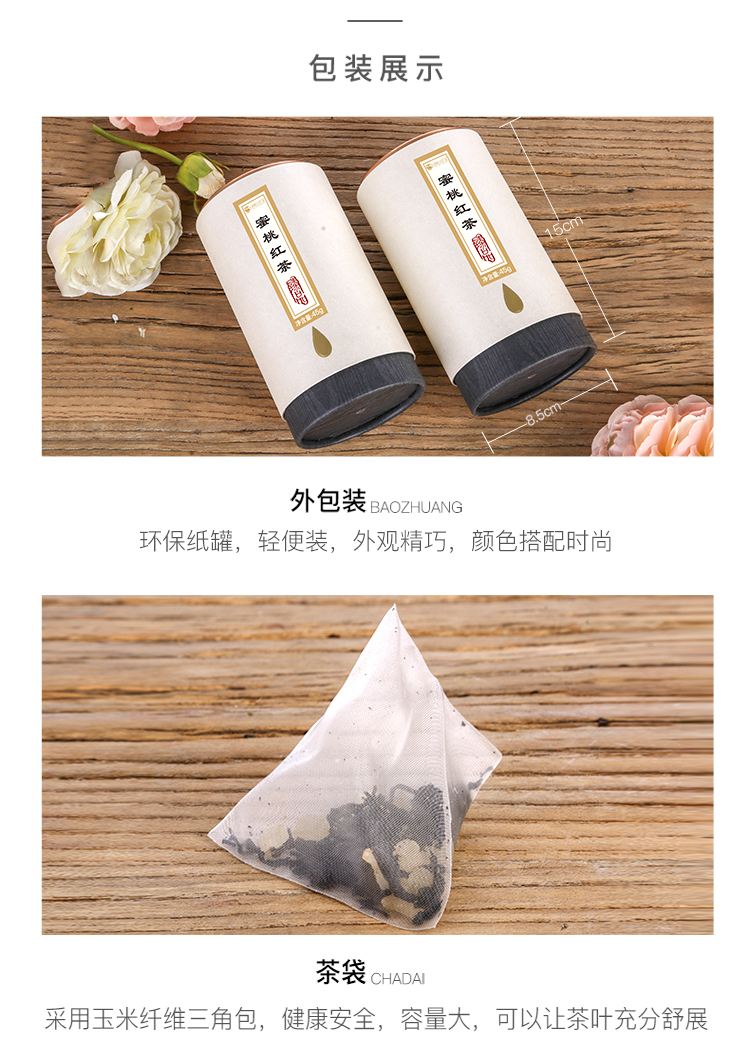 包装展示
蜜桃红茶
净含量:45g
蜜桃红茶
净含量:45g
15cm
8.5cm
外包装 BAOZHUANG
环保纸罐，轻便装，外观精巧，颜色搭配时尚
茶袋 CHADAI
采用玉米纤维三角包，健康安全，容量大，可以让茶叶充分舒展